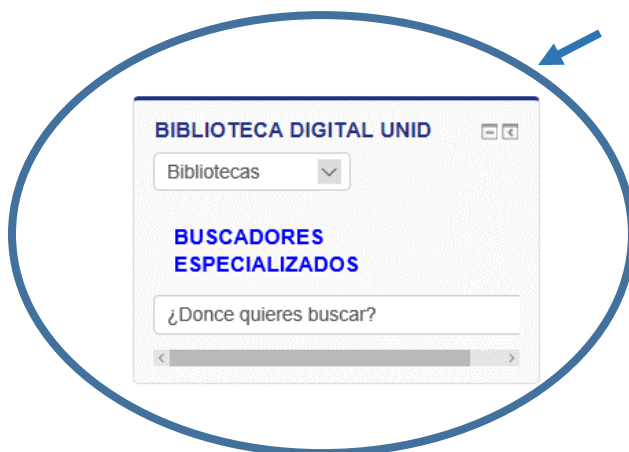 BIBLIOTECA DIGITAL UNID
Bibliotecas
BUSCADORES
ESPECIALIZADOS
¿Donce quieres buscar?